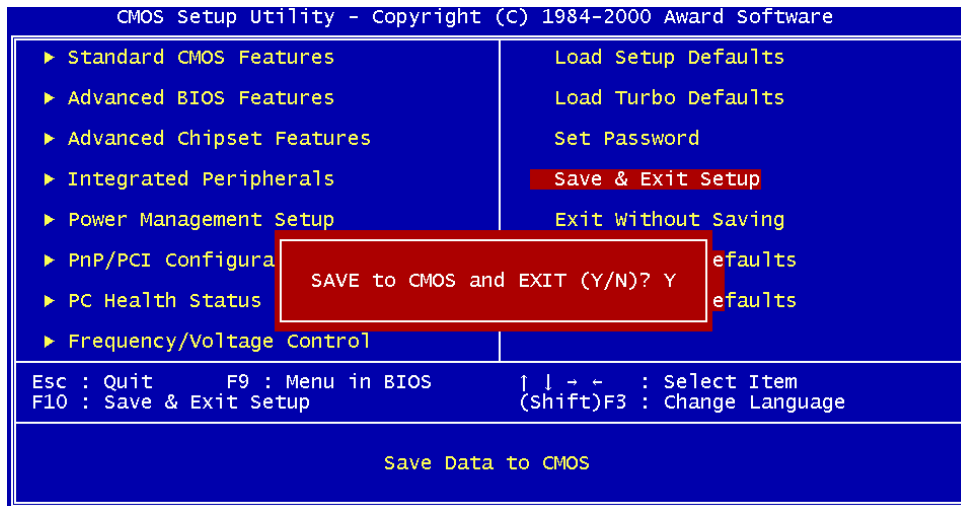 CMOS Setup Utility - Copyright (C) 1984-2000 Award Software
▶ Standard CMOS Features
▶ Advanced BIOS Features
▶ Advanced Chipset Features
▶ Integrated Peripherals
▶ Power Management Setup
▶ PnP/PCI Configura
▶ PC Health Status
▶ Frequency/Voltage Control
Load Setup Defaults
Load Turbo Defaults
Set Password
Save & Exit Setup
Exit Without Saving
efaults
efaults
SAVE to CMOS and EXIT (Y/N)? Y
Esc : Quit F9 : Menu in BIOS ↑ ↓ → ← : Select Item
F10 : Save & Exit Setup (Shift)F3 : Change Language
Save Data to CMOS